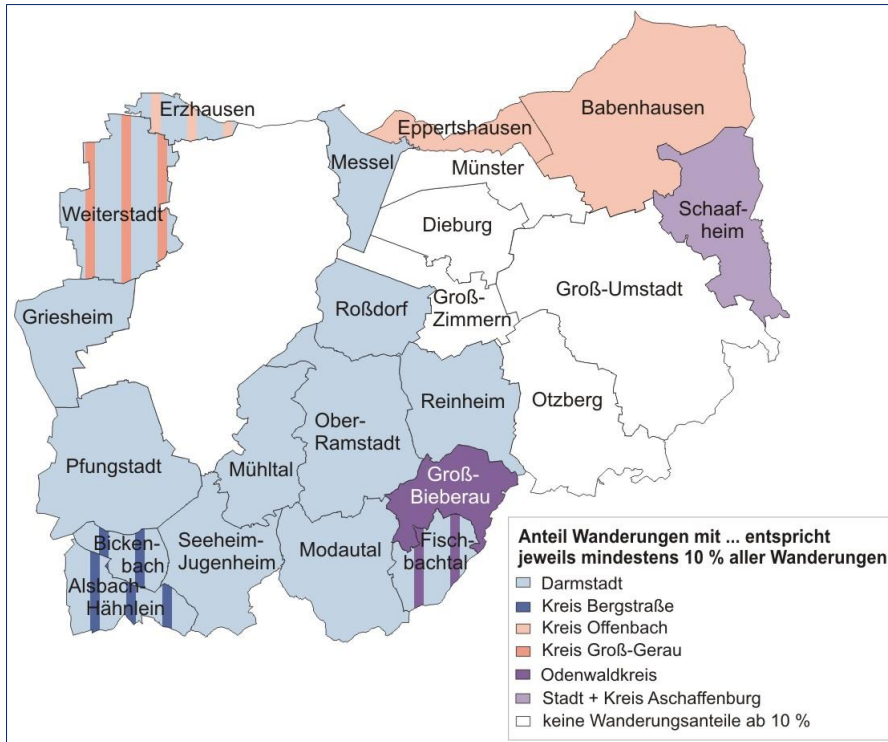 Erzhausen
Babenhausen
Eppertshausen
Messel
Münster
Weiterstadt
Schaaf-
heim
Dieburg
Groß-Umstadt
Griesheim
Roßdorf
Groß-
Zimmern
Reinheim
Otzberg
Ober-
Ramstadt
Pfungstadt
Mühltal
Groß-
Bieberau
Bicken-
bach
Seeheim-
Jugenheim
Modautal
Fisch-
bachtal
Alsbach-
Hähnlein
Anteil Wanderungen mit ... entspricht
jeweils mindestens 10 % aller Wanderungen
Darmstadt
Kreis Bergstraße
Kreis Offenbach
Kreis Groß-Gerau
Odenwaldkreis
Stadt + Kreis Aschaffenburg
keine Wanderungsanteile ab 10 %